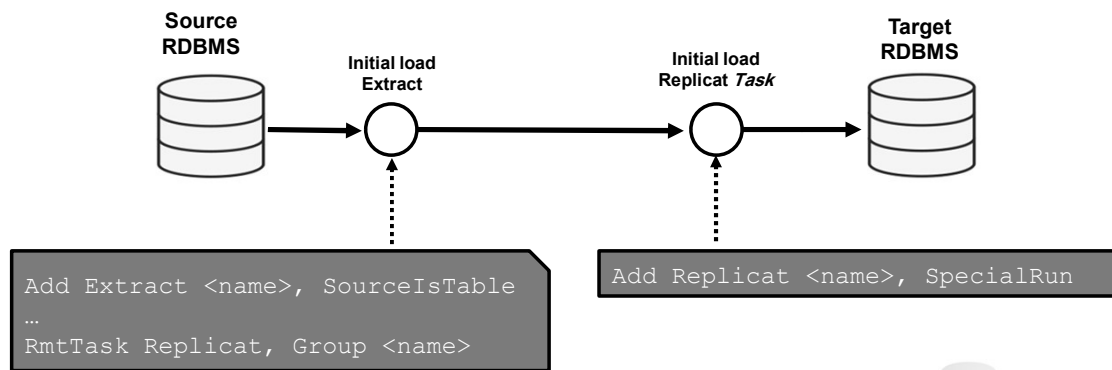 Source
RDBMS
Target
RDBMS
Initial load
Extract
Initial load
Replicat Task
Add Extract <name>, SourceIsTable
…
RmtTask Replicat, Group <name>
Add Replicat <name>, SpecialRun